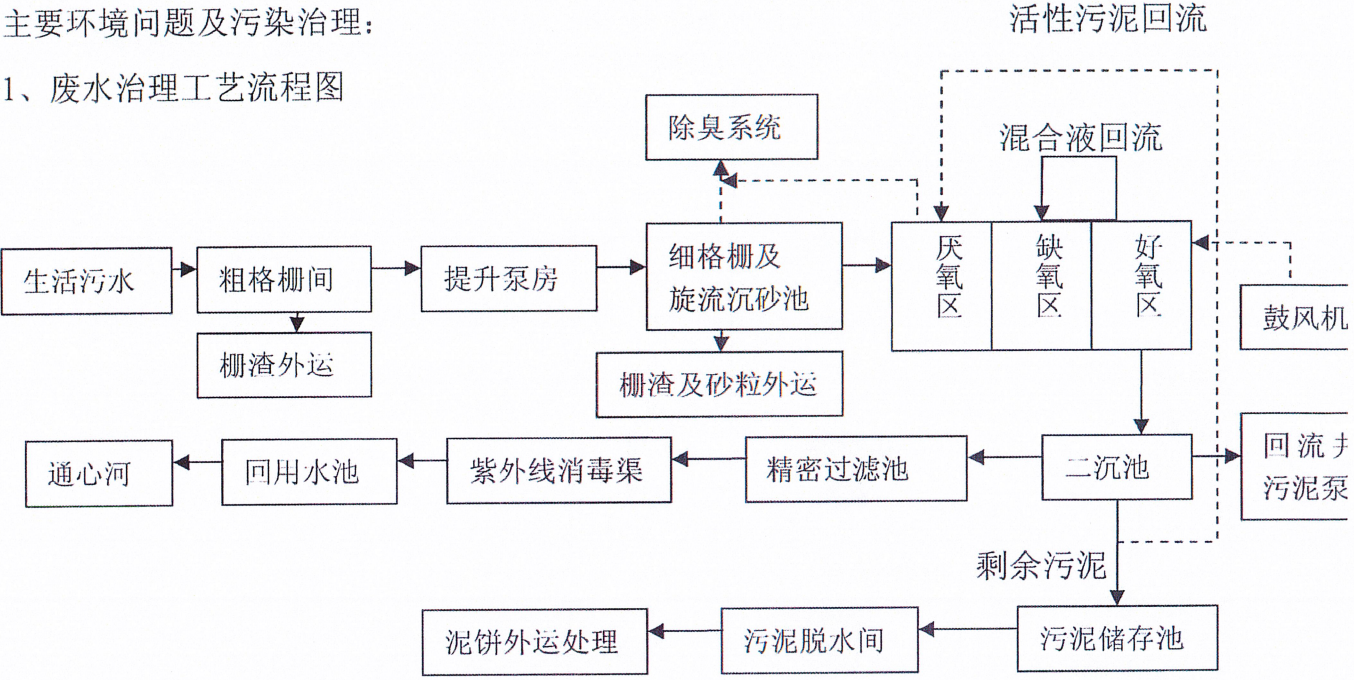 主要环境问题及污染治理：
活性污泥回流
1、废水治理工艺流程图
除臭系统
混合液回流
生活污水
粗格栅间
提升泵房
细格栅及
旋流沉砂池
厌氧区
缺氧区
好氧区
鼓风机
栅渣外运
栅渣及砂粒外运
通心河
回用水池
紫外线消毒渠
精密过滤池
二沉池
回流
污泥泵
剩余污泥
泥饼外运处理
污泥脱水间
污泥储存池